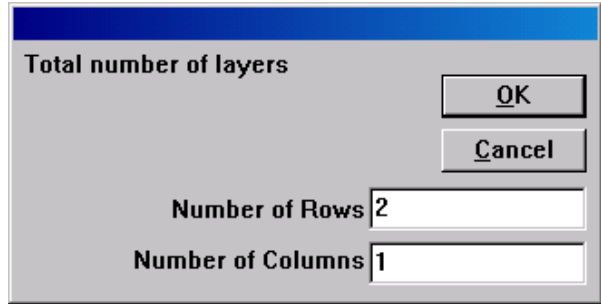 Total number of layers
OK
Cancel
Number of Rows 2
Number of Columns 1